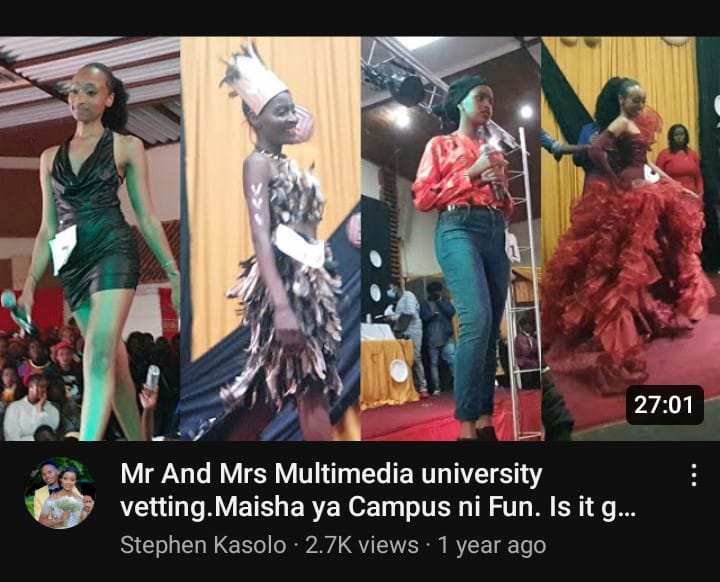 27:01
Mr And Mrs Multimedia university
vetting.Maisha ya Campus ni Fun. Is it g...
Stephen Kasolo · 2.7K views · 1 year ago